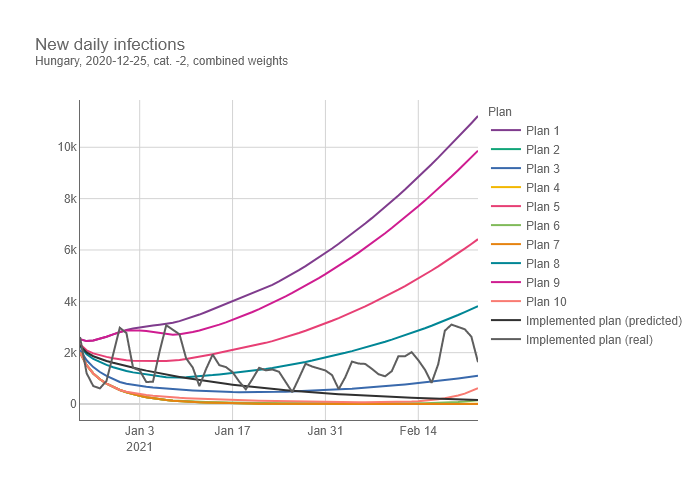 New daily infections
Hungary, 2020-12-25, cat. -2, combined weights
Plan
Plan 1
Plan 2
Plan 3
Plan 4
Plan 5
Plan 6
Plan 7
Plan 8
Plan 9
Plan 10
Implemented plan (predicted)
Implemented plan (real)
10k
8k
6k
4k
2k
0
Jan 3 Jan 17 Jan 31 Feb 14
2021